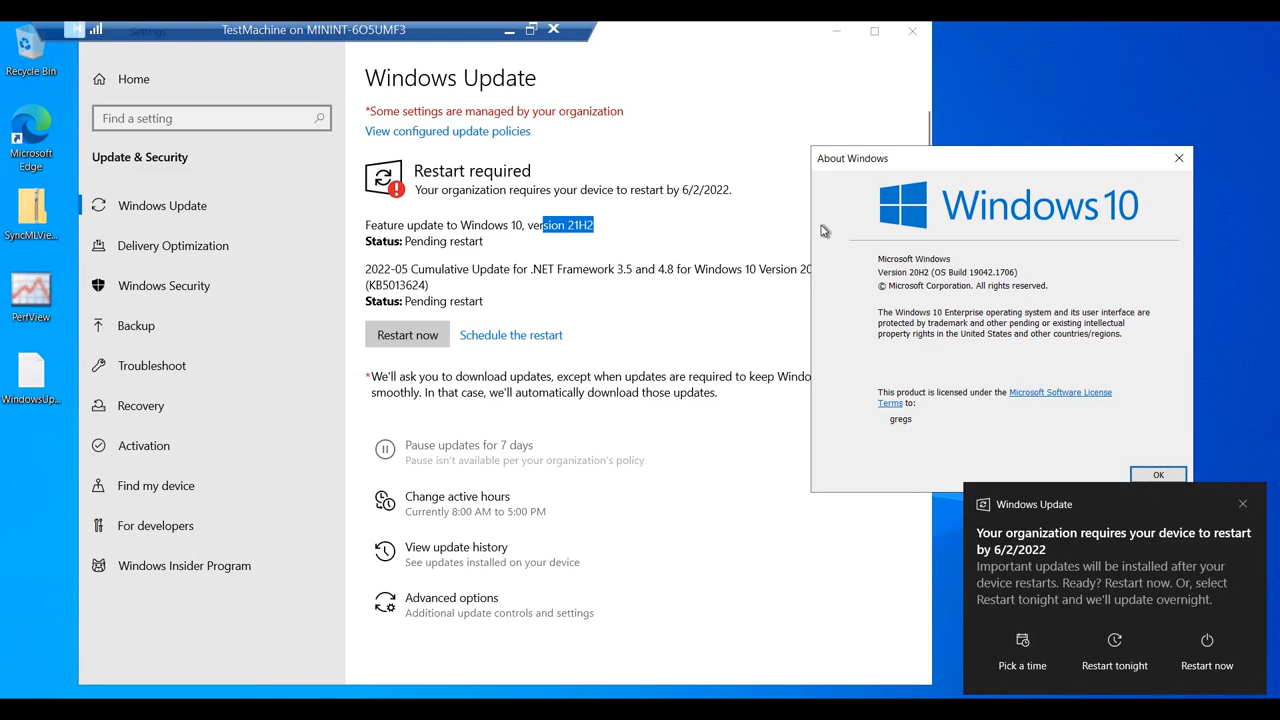 Settings
TestMachine on MININT-6O5UMF3
Recycle Bin
Microsoft
Edge
SyncMLVie...
PerfView
WindowsUp...
Home
Find a setting
Update & Security
Windows Update
Delivery Optimization
Windows Security
Backup
Troubleshoot
Recovery
Activation
Find my device
For developers
Windows Insider Program
Windows Update
*Some settings are managed by your organization
View configured update policies
Restart required
Your organization requires your device to restart by 6/2/2022.
Feature update to Windows 10, version 21H2
Status: Pending restart
2022-05 Cumulative Update for .NET Framework 3.5 and 4.8 for Windows 10 Version 20
(KB5013624)
Status: Pending restart
Restart now
Schedule the restart
*We'll ask you to download updates, except when updates are required to keep Windo
smoothly. In that case, we'll automatically download those updates.
Pause updates for 7 days
Pause isn't available per your organization's policy
Change active hours
Currently 8:00 AM to 5:00 PM
View update history
See updates installed on your device
Advanced options
Additional update controls and settings
About Windows
Windows 10
Microsoft Windows
Version 20H2 (OS Build 19042.1706)
© Microsoft Corporation. All rights reserved.
The Windows 10 Enterprise operating system and its user interface are
protected by trademark and other pending or existing intellectual
property rights in the United States and other countries/regions.
This product is licensed under the Microsoft Software License
Terms to:
gregs
OK
Windows Update
Your organization requires your device to restart
by 6/2/2022
Important updates will be installed after your
device restarts. Ready? Restart now. Or, select
Restart tonight and we'll update overnight.
Pick a time
Restart tonight
Restart now